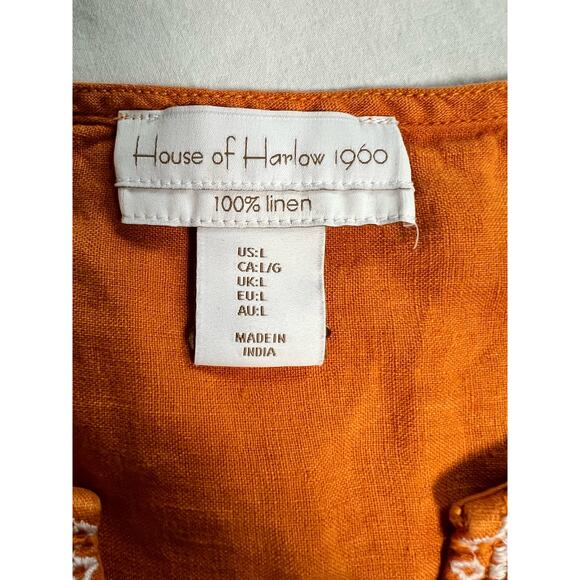 House of Harlow 1960
100% linen
US:L
CA:L/G
UK:L
EU:L
AU:L
MADE IN
INDIA